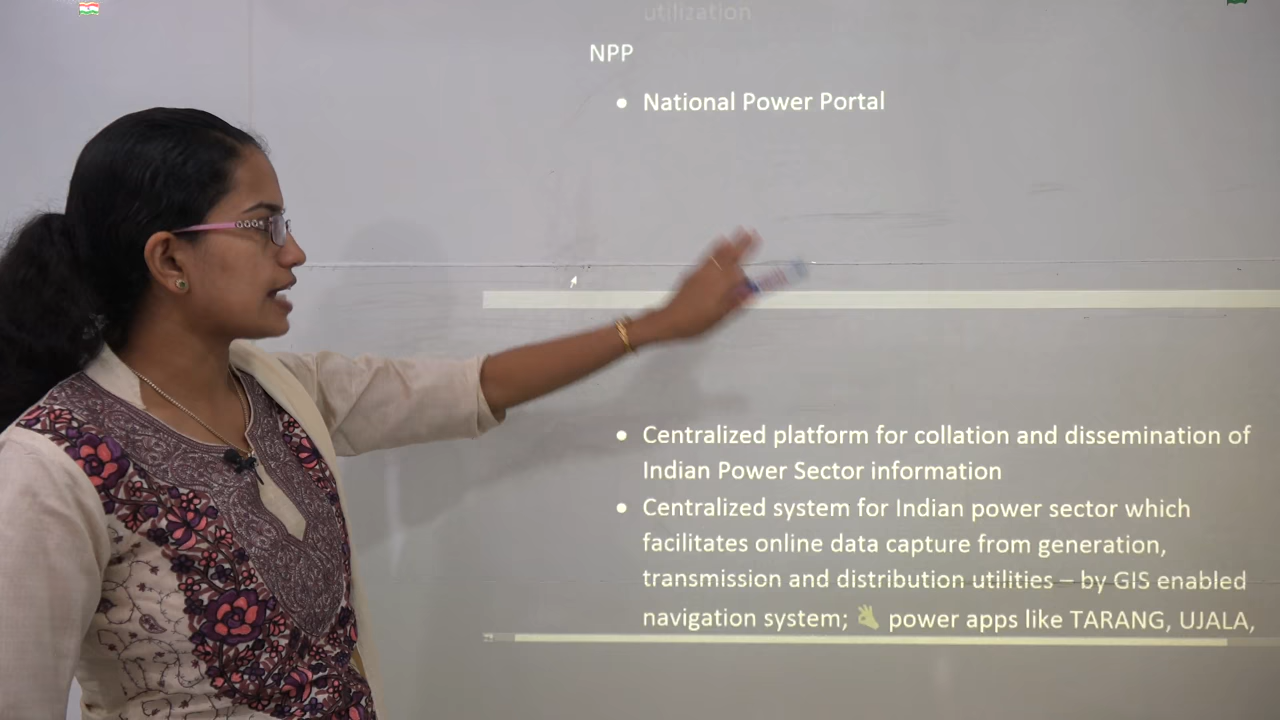 utilization
NPP
• National Power Portal
• Centralized platform for collation and dissemination of
Indian Power Sector information
• Centralized system for Indian power sector which
facilitates online data capture from generation,
transmission and distribution utilities – by GIS enabled
navigation system; 👌 power apps like TARANG, UJALA,